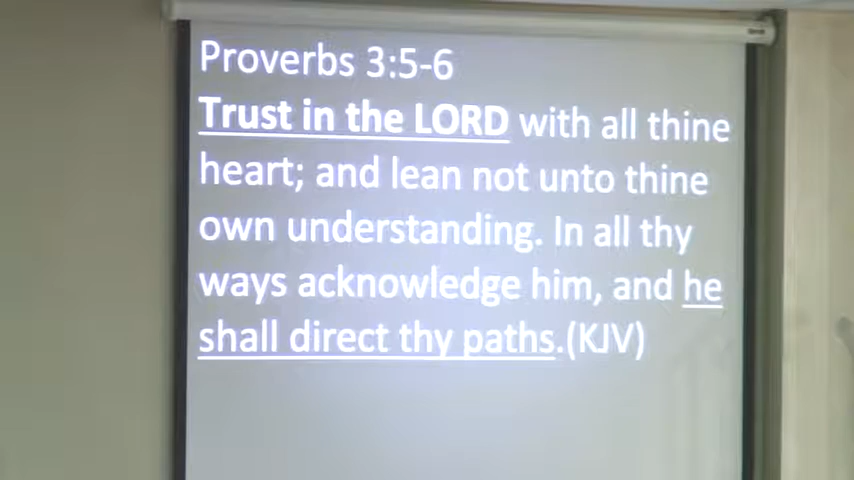 Proverbs 3:5-6
Trust in the LORD with all thine
heart; and lean not unto thine
own understanding. In all thy
ways acknowledge him, and he
shall direct thy paths.(KJV)